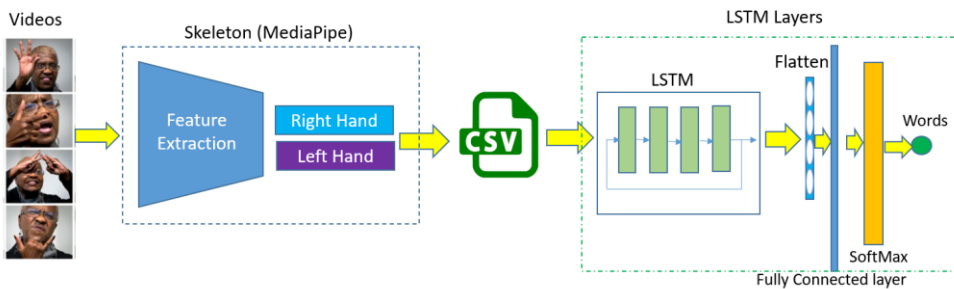 Videos
Skeleton (MediaPipe)
Feature
Extraction
Right Hand
Left Hand
CSV
LSTM Layers
LSTM
Flatten
Words
SoftMax
Fully Connected layer